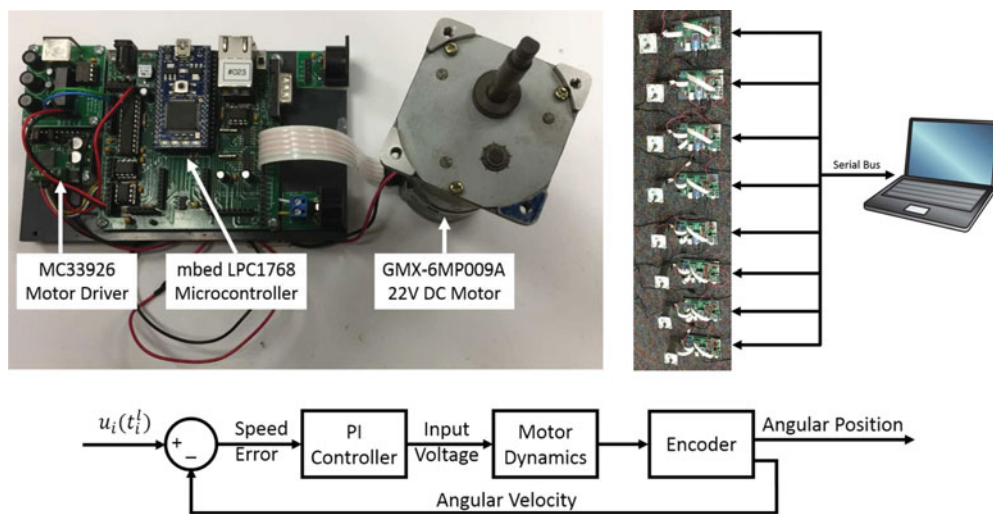 #023
MC33926
Motor Driver
mbed LPC1768
Microcontroller
GMX-6MP009A
22V DC Motor
Serial Bus
u_i(t_i^l)
+
−
Speed
Error
PI
Controller
Input
Voltage
Motor
Dynamics
Encoder
Angular Position
Angular Velocity